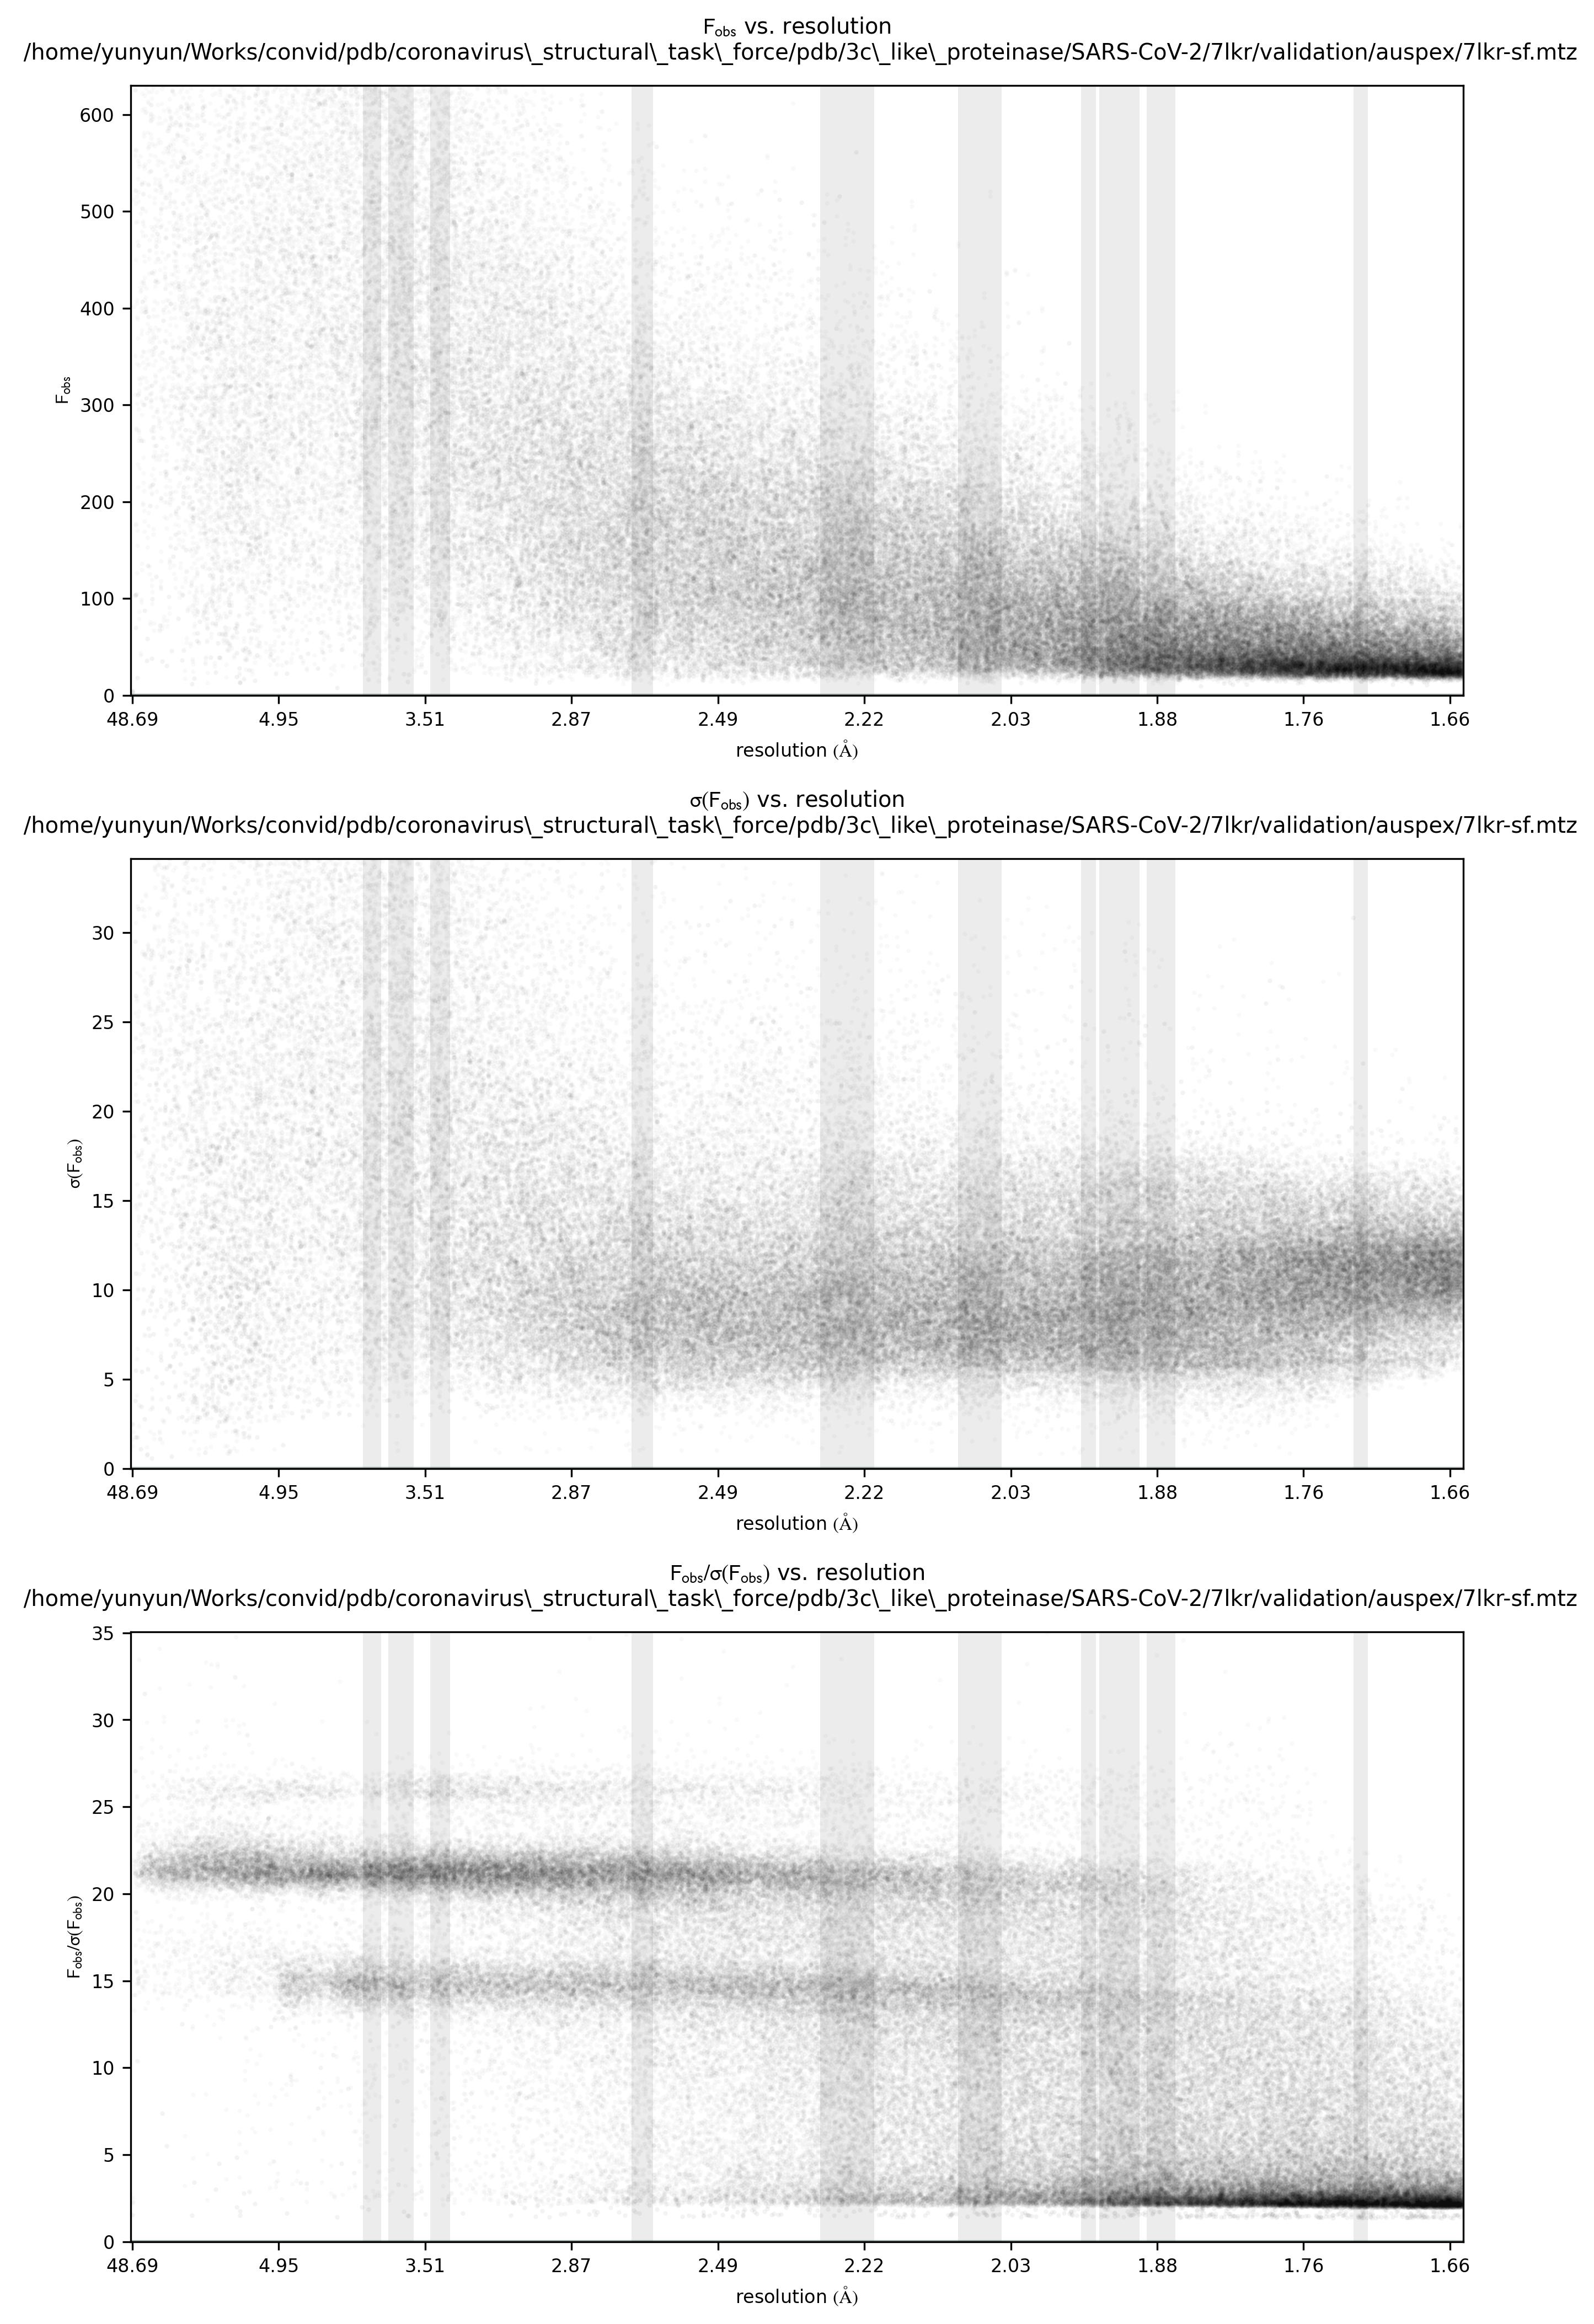 Fobs vs. resolution
/home/yunyun/Works/convid/pdb/coronavirus\_structural\_task\_force/pdb/3c\_like\_proteinase/SARS-CoV-2/7lkr/validation/auspex/7lkr-sf.mtz
600
500
400
300
200
100
0
Fobs
48.69 4.95 3.51 2.87 2.49 2.22 2.03 1.88 1.76 1.66
resolution (Å)
σ(Fobs) vs. resolution
/home/yunyun/Works/convid/pdb/coronavirus\_structural\_task\_force/pdb/3c\_like\_proteinase/SARS-CoV-2/7lkr/validation/auspex/7lkr-sf.mtz
30
25
20
15
10
5
0
σ(Fobs)
48.69 4.95 3.51 2.87 2.49 2.22 2.03 1.88 1.76 1.66
resolution (Å)
Fobs/σ(Fobs) vs. resolution
/home/yunyun/Works/convid/pdb/coronavirus\_structural\_task\_force/pdb/3c\_like\_proteinase/SARS-CoV-2/7lkr/validation/auspex/7lkr-sf.mtz
35
30
25
20
15
10
5
0
Fobs/σ(Fobs)
48.69 4.95 3.51 2.87 2.49 2.22 2.03 1.88 1.76 1.66
resolution (Å)